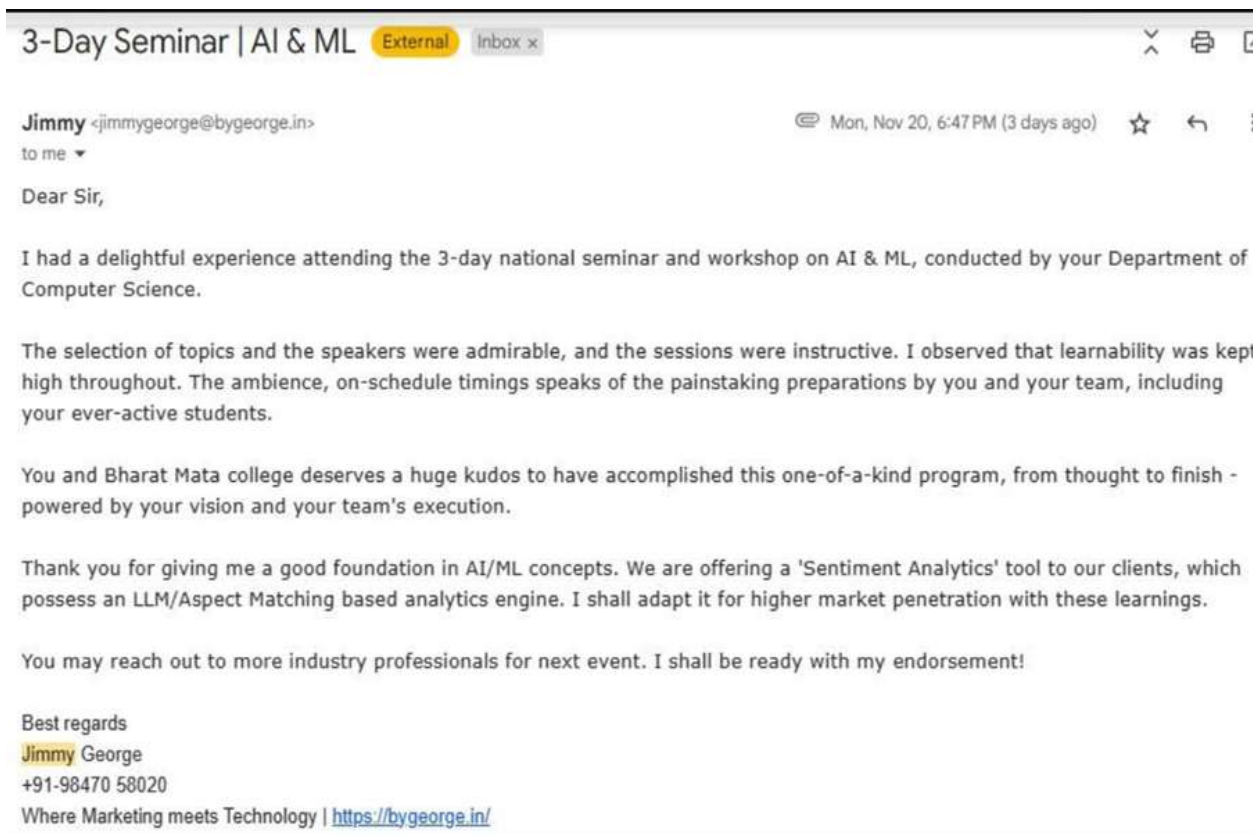 3-Day Seminar | AI & ML External Inbox ×
Jimmy <jimmygeorge@bygeorge.in> Mon, Nov 20, 6:47 PM (3 days ago)
to me
Dear Sir,
I had a delightful experience attending the 3-day national seminar and workshop on AI & ML, conducted by your Department of
Computer Science.
The selection of topics and the speakers were admirable, and the sessions were instructive. I observed that learnability was kept
high throughout. The ambience, on-schedule timings speaks of the painstaking preparations by you and your team, including
your ever-active students.
You and Bharat Mata college deserves a huge kudos to have accomplished this one-of-a-kind program, from thought to finish -
powered by your vision and your team's execution.
Thank you for giving me a good foundation in AI/ML concepts. We are offering a 'Sentiment Analytics' tool to our clients, which
possess an LLM/Aspect Matching based analytics engine. I shall adapt it for higher market penetration with these learnings.
You may reach out to more industry professionals for next event. I shall be ready with my endorsement!
Best regards
Jimmy George
+91-98470 58020
Where Marketing meets Technology | https://bygeorge.in/